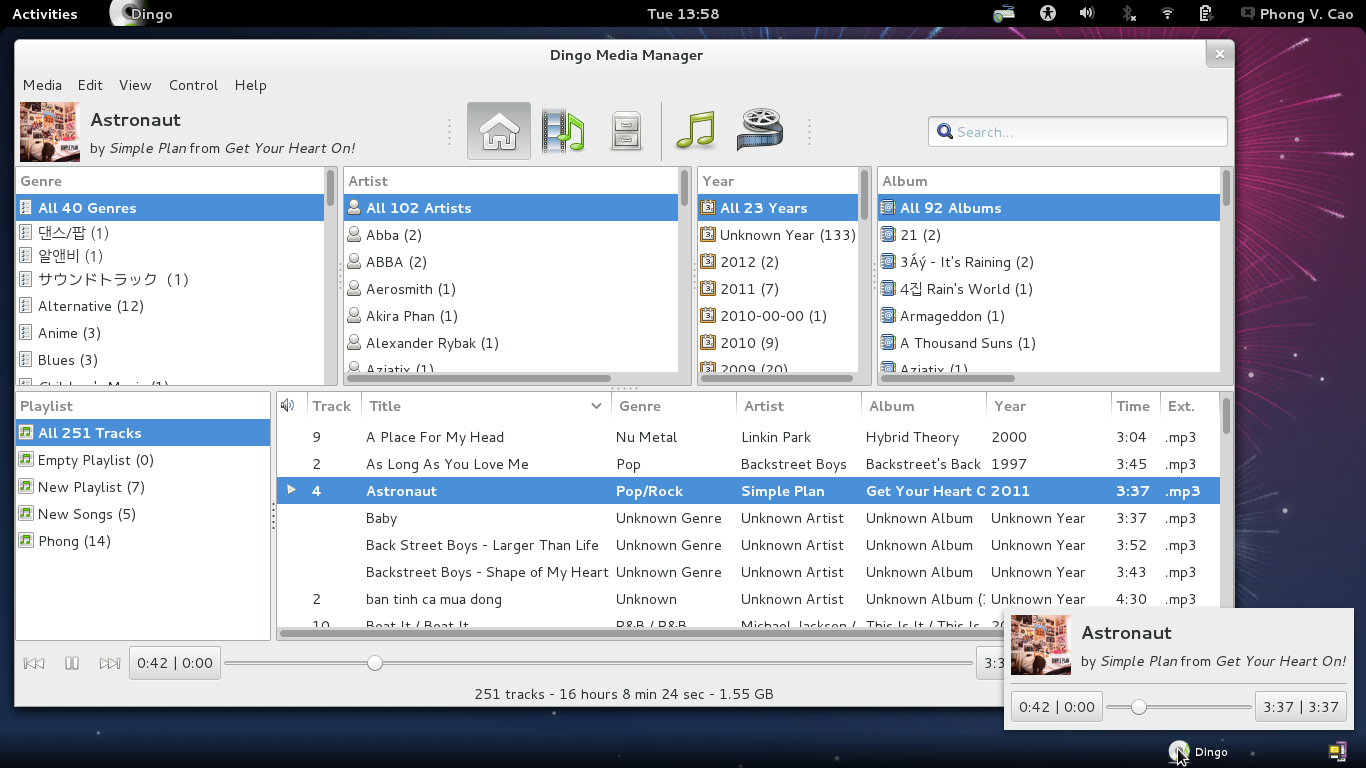 Activities Dingo Tue 13:58 Phong V. Cao
Dingo Media Manager
Media Edit View Control Help
Astronaut
by Simple Plan from Get Your Heart On!
Search...
Genre
All 40 Genres
댄스/팝 (1)
알앤비 (1)
サウンドトラック (1)
Alternative (12)
Anime (3)
Blues (3)
Children's Music (1)
Artist
All 102 Artists
Abba (2)
ABBA (2)
Aerosmith (1)
Akira Phan (1)
Alexander Rybak (1)
Aziatix (1)
Year
All 23 Years
Unknown Year (133)
2012 (2)
2011 (7)
2010-00-00 (1)
2010 (9)
2009 (20)
Album
All 92 Albums
21 (2)
3Áý - It's Raining (2)
4집 Rain's World (1)
Armageddon (1)
A Thousand Suns (1)
Aziatix (1)
Playlist
All 251 Tracks
Empty Playlist (0)
New Playlist (7)
New Songs (5)
Phong (14)
Track Title Genre Artist Album Year Time Ext.
9 A Place For My Head Nu Metal Linkin Park Hybrid Theory 2000 3:04 .mp3
2 As Long As You Love Me Pop Backstreet Boys Backstreet's Back 1997 3:45 .mp3
4 Astronaut Pop/Rock Simple Plan Get Your Heart O 2011 3:37 .mp3
Baby Unknown Genre Unknown Artist Unknown Album Unknown Year 3:37 .mp3
Back Street Boys - Larger Than Life Unknown Genre Unknown Artist Unknown Album Unknown Year 3:52 .mp3
Backstreet Boys - Shape of My Heart Unknown Genre Unknown Artist Unknown Album Unknown Year 3:43 .mp3
2 ban tinh ca mua dong Unknown Unknown Artist Unknown Album (1 Unknown Year 4:30 .mp3
10 Beat It / Beat It R&B / R&B Michael Jackson / This Is It / This Is
0:42 | 0:00 3:3
251 tracks - 16 hours 8 min 24 sec - 1.55 GB
Astronaut
by Simple Plan from Get Your Heart On!
0:42 | 0:00 3:37 | 3:37
Dingo